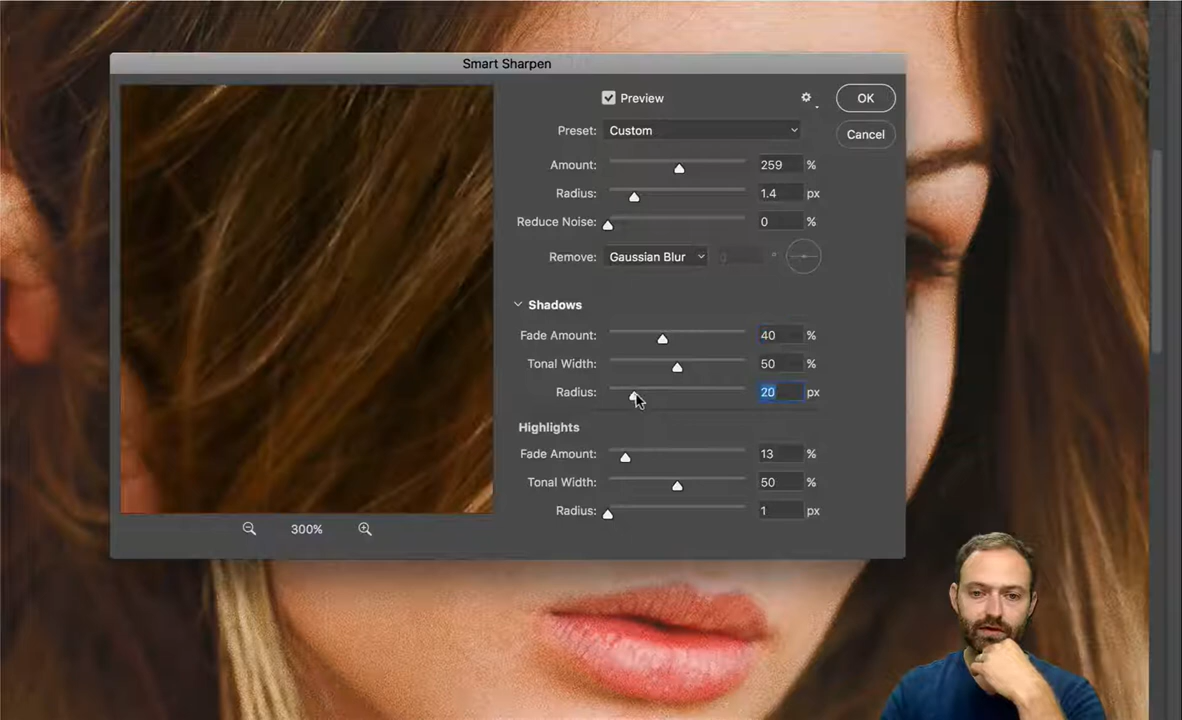 Smart Sharpen
Preview
OK
Preset: Custom
Cancel
Amount: 259 %
Radius: 1.4 px
Reduce Noise: 0 %
Remove: Gaussian Blur 0 °
Shadows
Fade Amount: 40 %
Tonal Width: 50 %
Radius: 20 px
Highlights
Fade Amount: 13 %
Tonal Width: 50 %
Radius: 1 px
300%